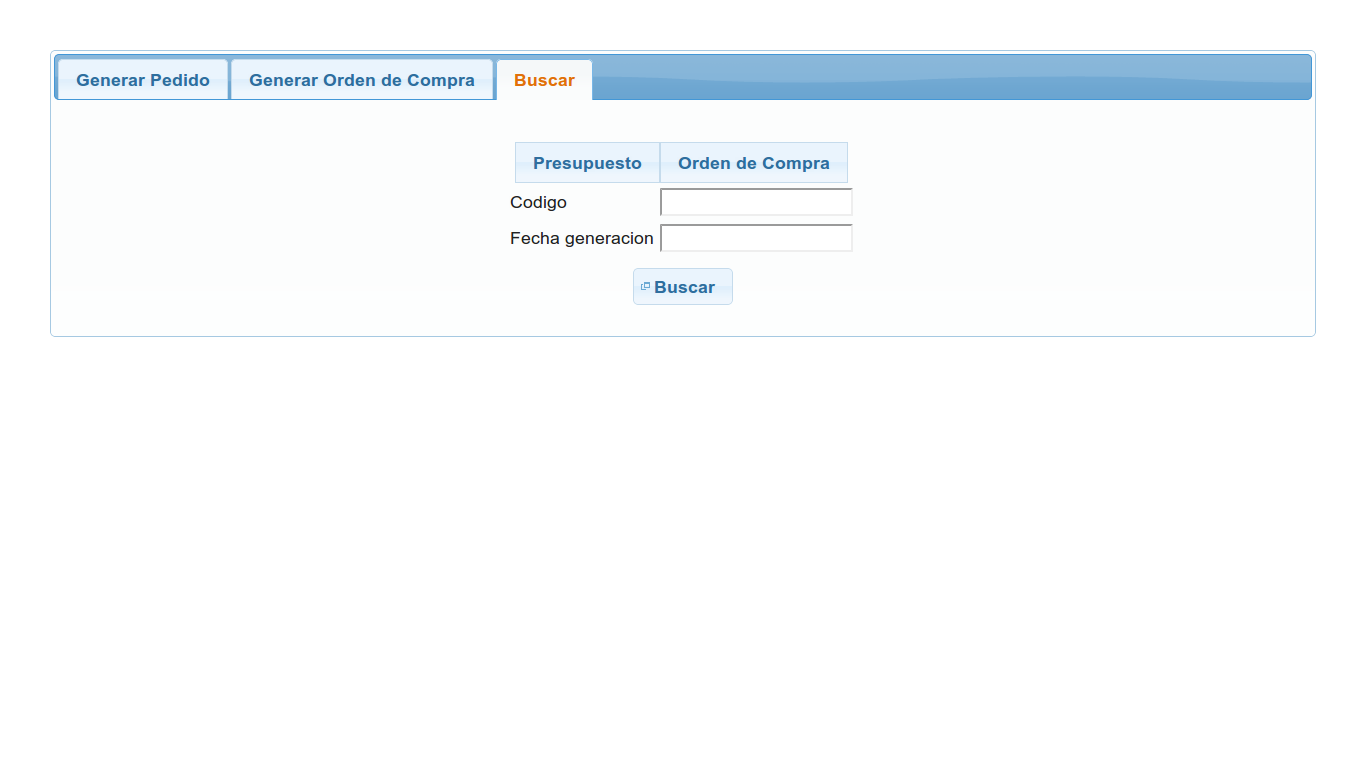 Generar Pedido Generar Orden de Compra Buscar
Presupuesto Orden de Compra
Codigo
Fecha generacion
Buscar